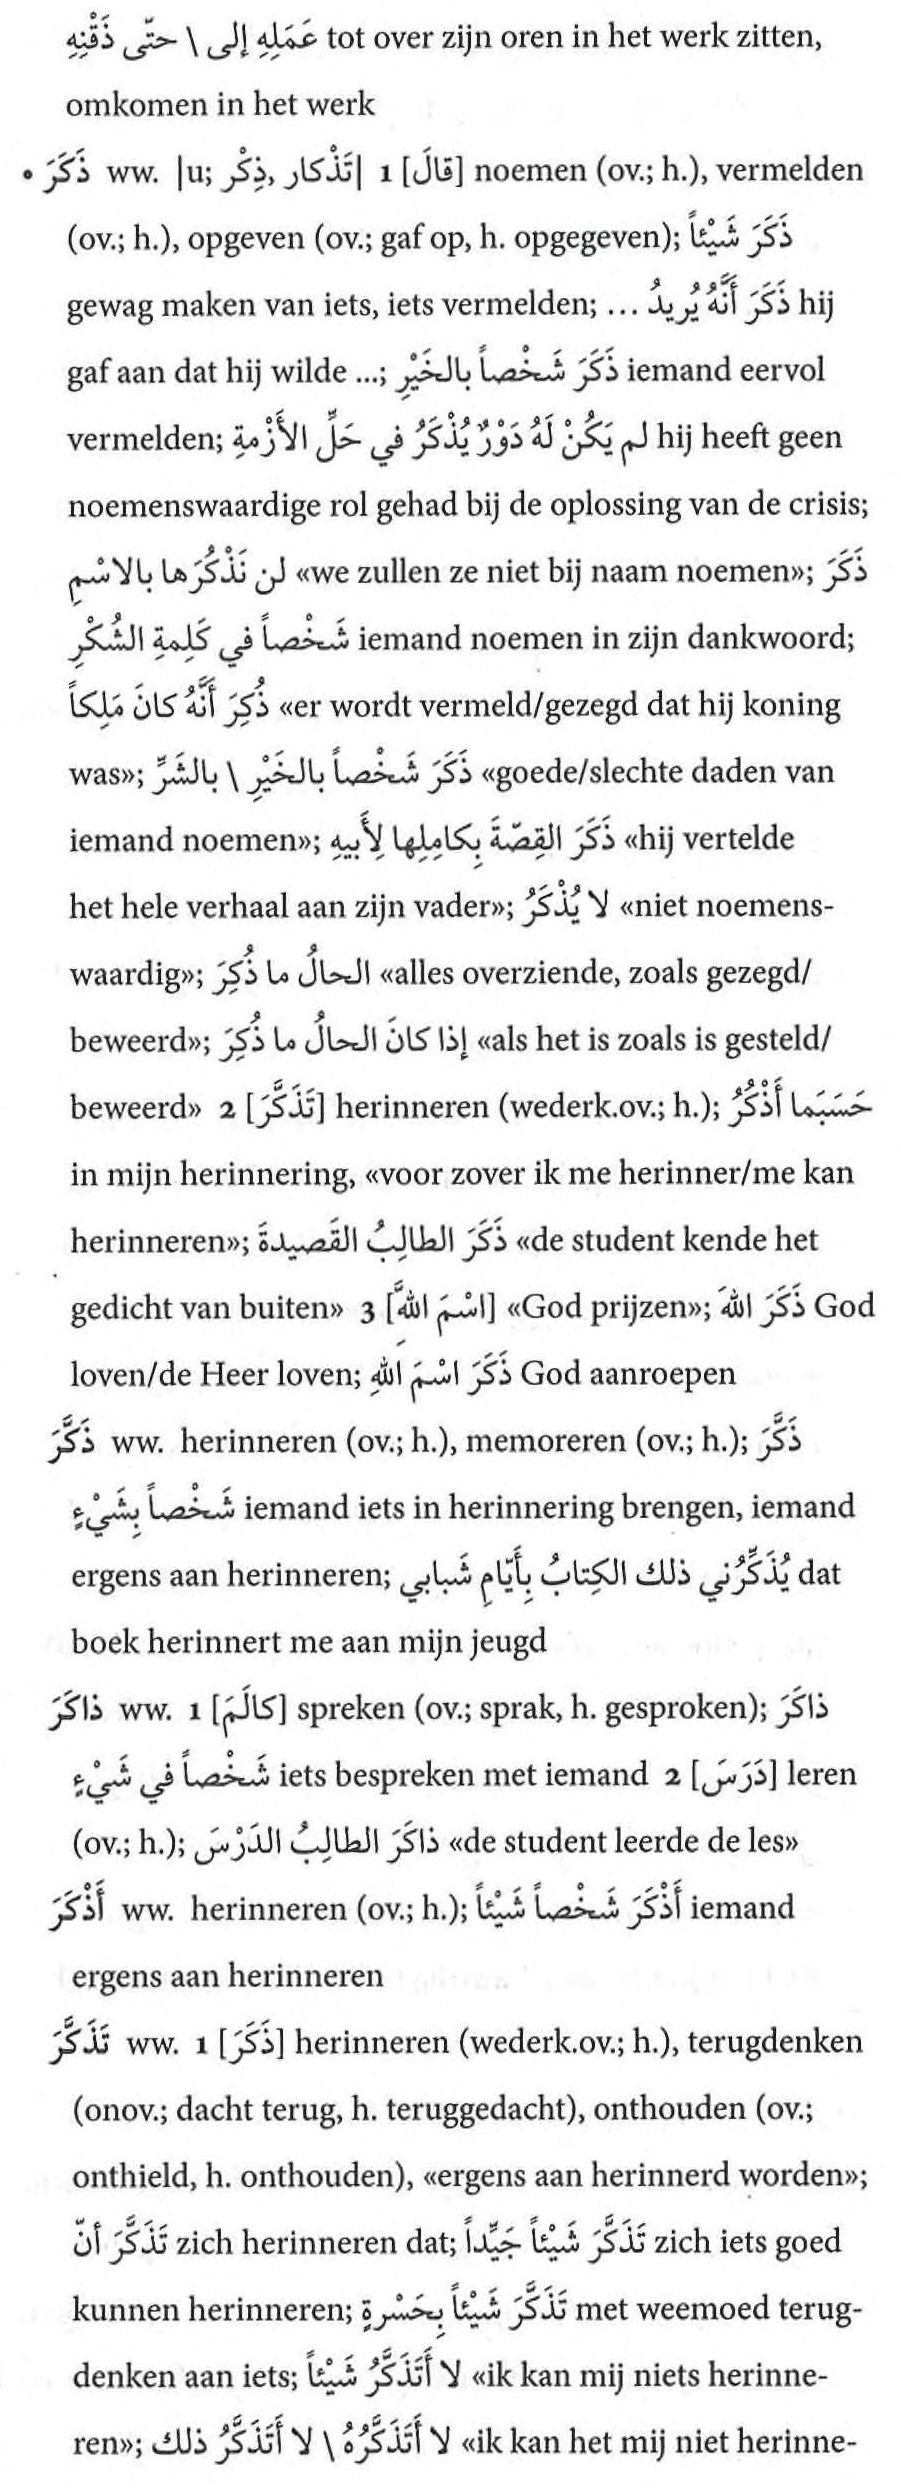 عَمَلِهِ إلى \ حتّى ذَقْنِهِ tot over zijn oren in het werk zitten,
omkomen in het werk
• ذَكَرَ ww. |u; تَذْكار ,ذِكْر| 1 [قالَ] noemen (ov.; h.), vermelden
(ov.; h.), opgeven (ov.; gaf op, h. opgegeven); ذَكَرَ شَيْئاً
gewag maken van iets, iets vermelden; ذَكَرَ أَنَّهُ يُريدُ ... hij
gaf aan dat hij wilde ...; ذَكَرَ شَخْصاً بالخَيْرِ iemand eervol
vermelden; لم يَكُنْ لَهُ دَوْرٌ يُذْكَرُ في حَلِّ الأَزْمةِ hij heeft geen
noemenswaardige rol gehad bij de oplossing van de crisis;
لن نَذْكُرَها بالاسْمِ «we zullen ze niet bij naam noemen»; ذَكَرَ
شَخْصاً في كَلِمةِ الشُكْرِ iemand noemen in zijn dankwoord;
ذُكِرَ أَنَّهُ كانَ مَلِكاً «er wordt vermeld/gezegd dat hij koning
was»; ذَكَرَ شَخْصاً بالخَيْرِ \ بالشَرِّ «goede/slechte daden van
iemand noemen»; ذَكَرَ القِصّةَ بِكامِلِها لِأَبيهِ «hij vertelde
het hele verhaal aan zijn vader»; لا يُذْكَرُ «niet noemens-
waardig»; الحالُ ما ذُكِرَ «alles overziende, zoals gezegd/
beweerd»; إذا كانَ الحالُ ما ذُكِرَ «als het is zoals is gesteld/
beweerd» 2 [تَذَكَّرَ] herinneren (wederk.ov.; h.); حَسَبَما أَذْكُرُ
in mijn herinnering, «voor zover ik me herinner/me kan
herinneren»; ذَكَرَ الطالِبُ القَصيدةَ «de student kende het
gedicht van buiten» 3 [اسْمَ اللهِ] «God prijzen»; ذَكَرَ اللهَ God
loven/de Heer loven; ذَكَرَ اسْمَ اللهِ God aanroepen
ذَكَّرَ ww. herinneren (ov.; h.), memoreren (ov.; h.); ذَكَّرَ
شَخْصاً بِشَيْءٍ iemand iets in herinnering brengen, iemand
ergens aan herinneren; يُذَكِّرُني ذلك الكِتابُ بِأَيّامِ شَبابي dat
boek herinnert me aan mijn jeugd
ذاكَرَ ww. 1 [كالَمَ] spreken (ov.; sprak, h. gesproken); ذاكَرَ
شَخْصاً في شَيْءٍ iets bespreken met iemand 2 [دَرَسَ] leren
(ov.; h.); ذاكَرَ الطالِبُ الدَرْسَ «de student leerde de les»
أَذْكَرَ ww. herinneren (ov.; h.); أَذْكَرَ شَخْصاً شَيْئاً iemand
ergens aan herinneren
تَذَكَّرَ ww. 1 [ذَكَرَ] herinneren (wederk.ov.; h.), terugdenken
(onov.; dacht terug, h. teruggedacht), onthouden (ov.;
onthield, h. onthouden), «ergens aan herinnerd worden»;
تَذَكَّرَ أنّ zich herinneren dat; تَذَكَّرَ شَيْئاً جَيِّداً zich iets goed
kunnen herinneren; تَذَكَّرَ شَيْئاً بِحَسْرةٍ met weemoed terug-
denken aan iets; لا أَتَذَكَّرُ شَيْئاً «ik kan mij niets herinne-
ren»; لا أَتَذَكَّرُهُ \ لا أَتَذَكَّرُ ذلك «ik kan het mij niet herinne-